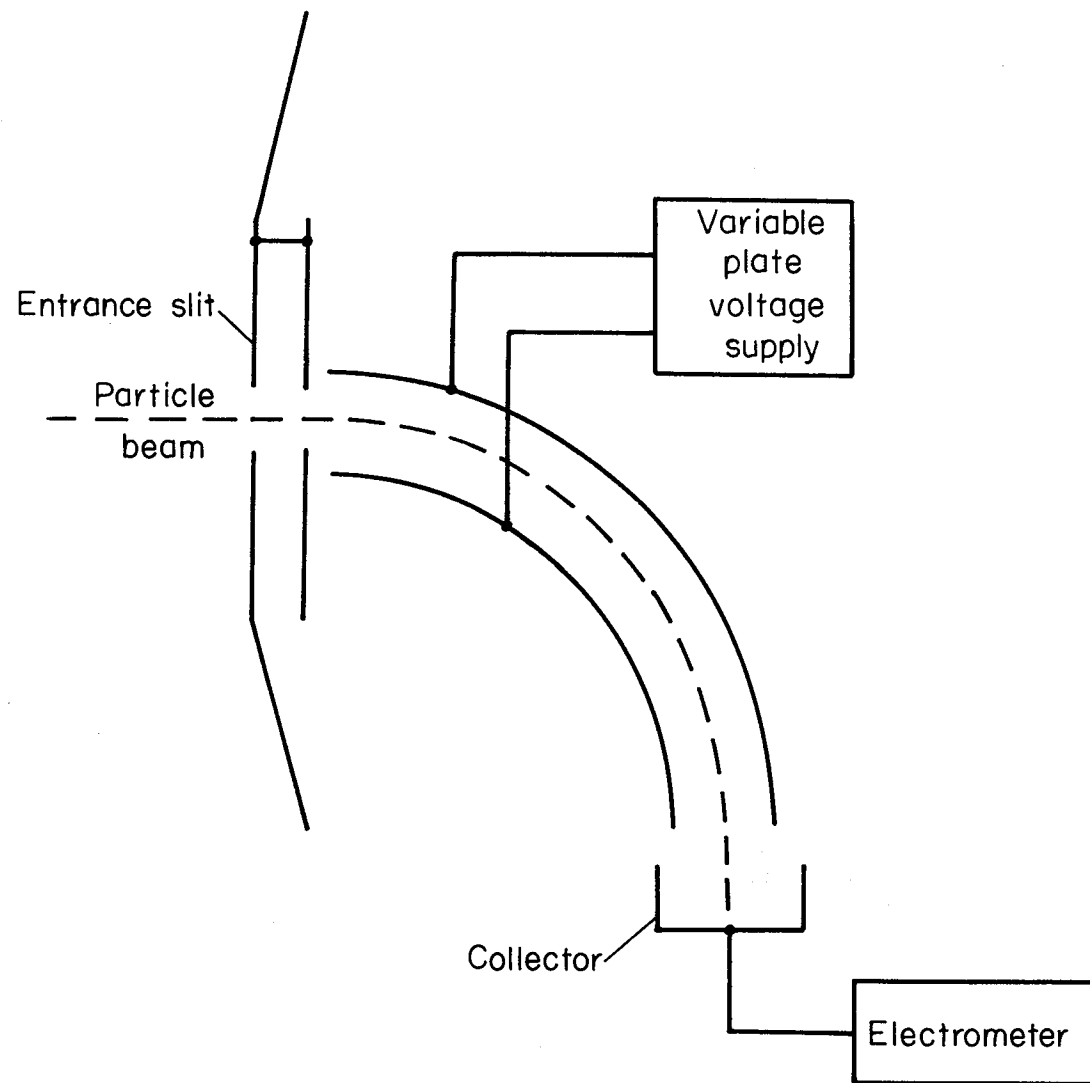 Variable
plate
voltage
supply
Entrance slit
Particle
beam
Collector
Electrometer